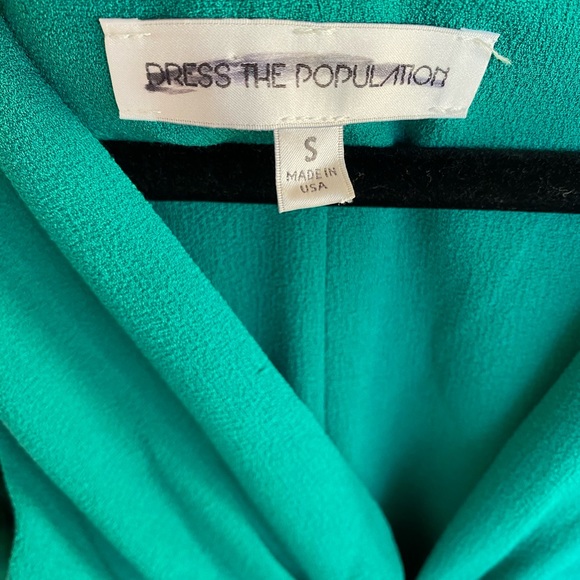 DRESS THE POPULATION
S
MADE IN
USA